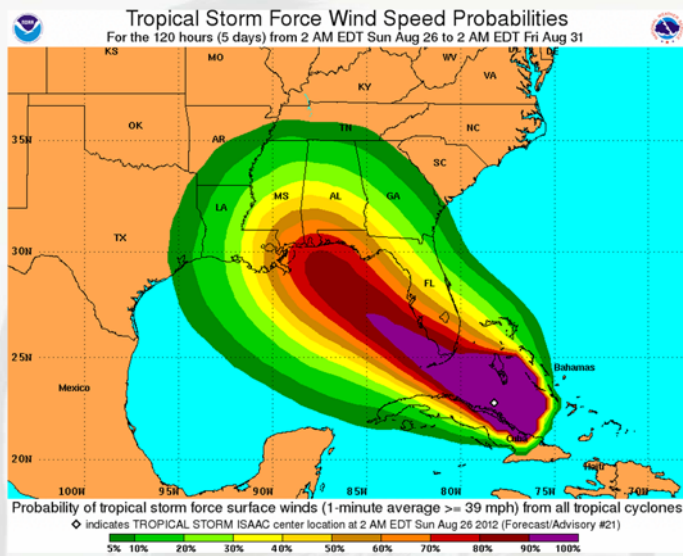 Tropical Storm Force Wind Speed Probabilities
For the 120 hours (5 days) from 2 AM EDT Sun Aug 26 to 2 AM EDT Fri Aug 31
NOAA
KS
MO
WV
DE
VA
KY
OK
TN
NC
35N
AR
SC
MS
AL
GA
LA
TX
30N
FL
25N
Bahamas
Mexico
Cuba
20N
Haiti
100W
95W
90W
85W
80W
75W
70W
Probability of tropical storm force surface winds (1-minute average >= 39 mph) from all tropical cyclones
indicates TROPICAL STORM ISAAC center location at 2 AM EDT Sun Aug 26 2012 (Forecast/Advisory #21)
5% 10% 20% 30% 40% 50% 60% 70% 80% 90% 100%